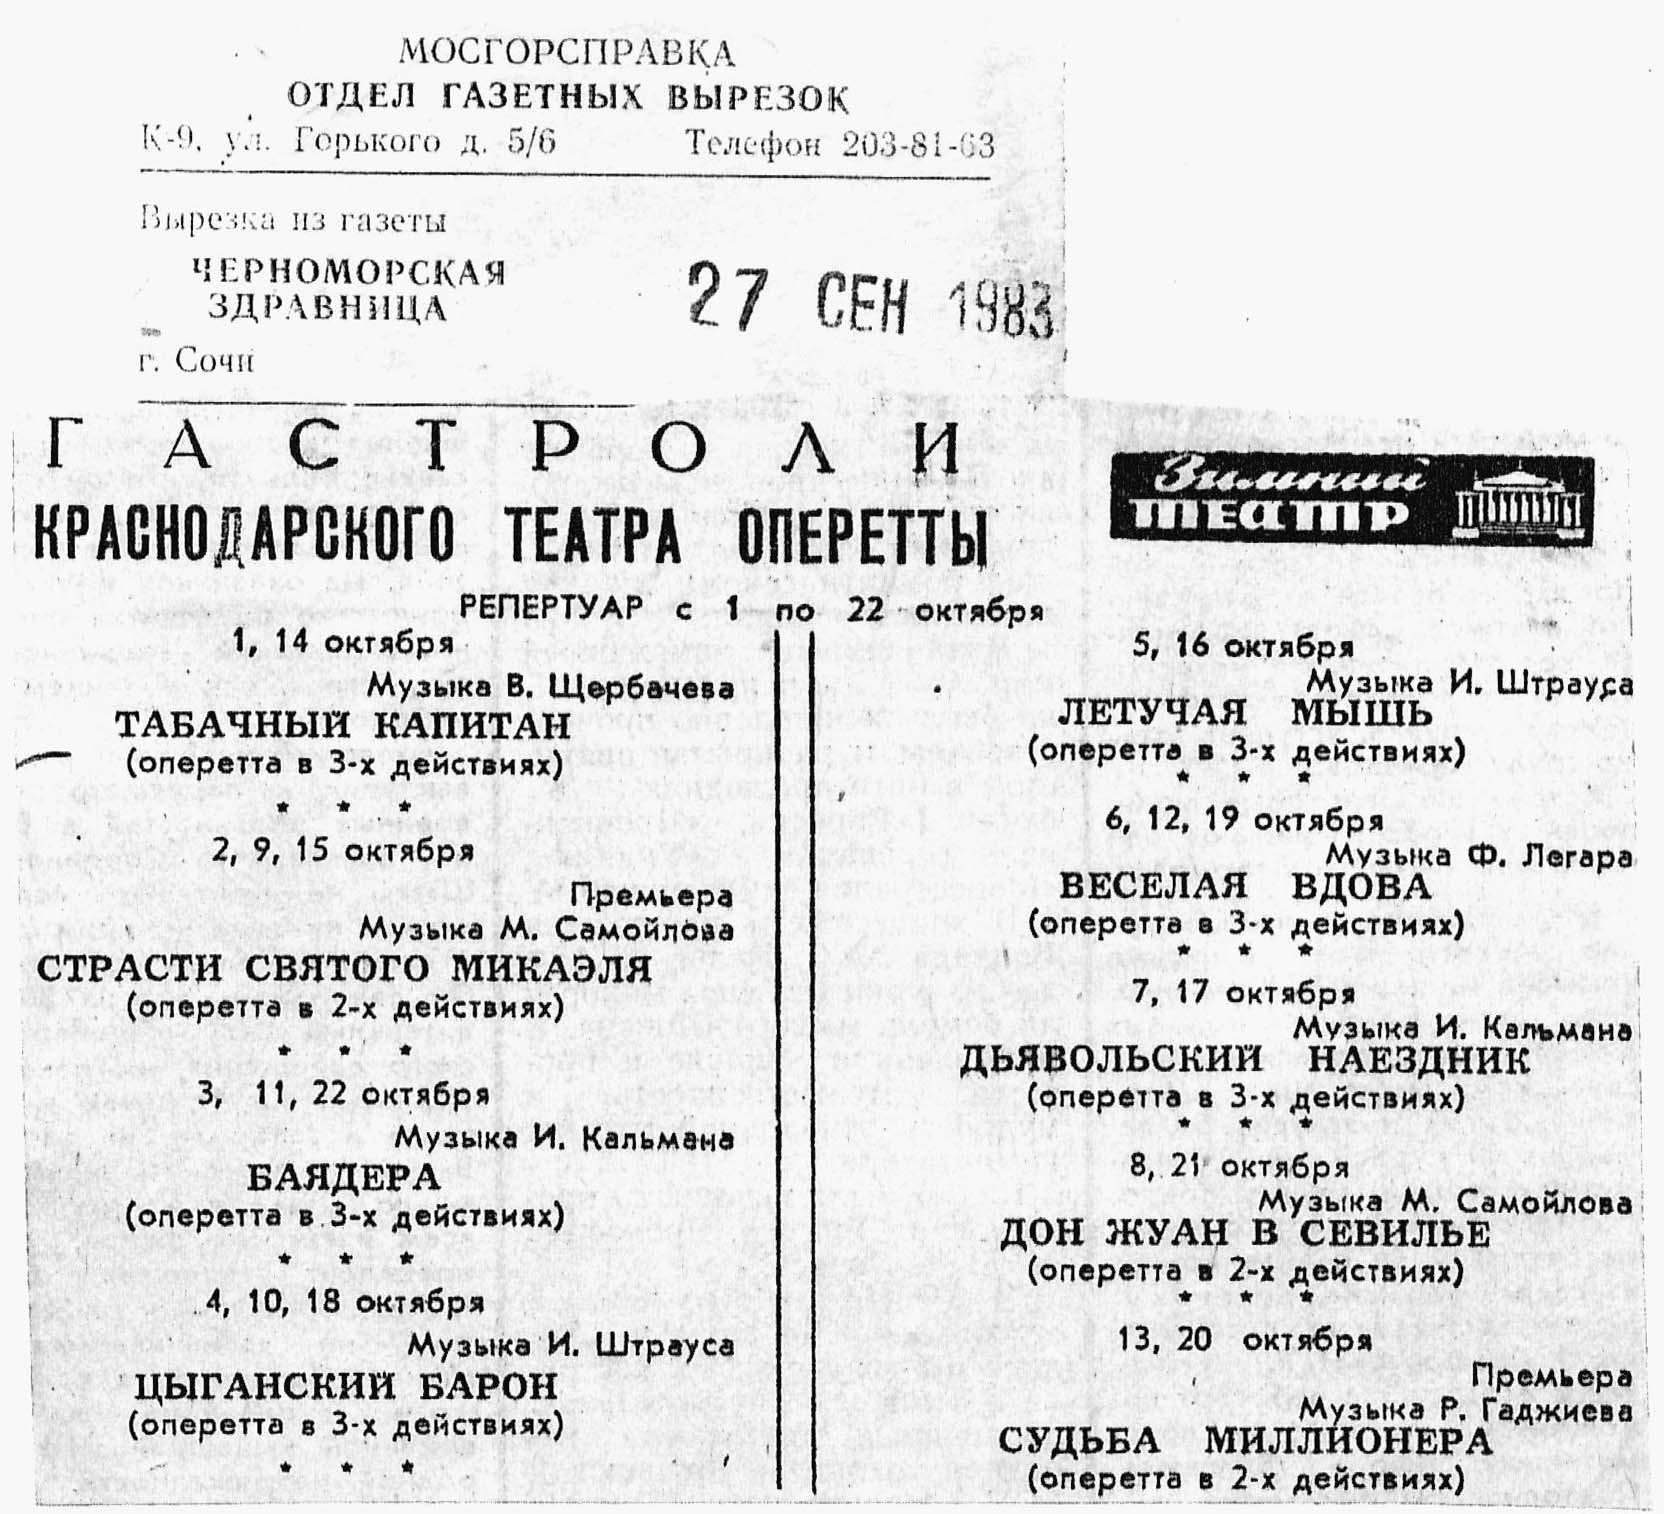 МОСГОРСПРАВКА
ОТДЕЛ ГАЗЕТНЫХ ВЫРЕЗОК
К-9, ул. Горького д. 5/6 Телефон 203-81-63
Вырезка из газеты
ЧЕРНОМОРСКАЯ
ЗДРАВНИЦА
г. Сочи
27 СЕН 1983
ГАСТРОЛИ
КРАСНОДАРСКОГО ТЕАТРА ОПЕРЕТТЫ
Зимний
театр
РЕПЕРТУАР с 1 по 22 октября
1, 14 октября
Музыка В. Щербачева
ТАБАЧНЫЙ КАПИТАН
(оперетта в 3-х действиях)
* * *
2, 9, 15 октября
Премьера
Музыка М. Самойлова
СТРАСТИ СВЯТОГО МИКАЭЛЯ
(оперетта в 2-х действиях)
* * *
3, 11, 22 октября
Музыка И. Кальмана
БАЯДЕРА
(оперетта в 3-х действиях)
* * *
4, 10, 18 октября
Музыка И. Штрауса
ЦЫГАНСКИЙ БАРОН
(оперетта в 3-х действиях)
* * *
5, 16 октября
Музыка И. Штрауса
ЛЕТУЧАЯ МЫШЬ
(оперетта в 3-х действиях)
* * *
6, 12, 19 октября
Музыка Ф. Легара
ВЕСЕЛАЯ ВДОВА
(оперетта в 3-х действиях)
* * *
7, 17 октября
Музыка И. Кальмана
ДЬЯВОЛЬСКИЙ НАЕЗДНИК
(оперетта в 3-х действиях)
* * *
8, 21 октября
Музыка М. Самойлова
ДОН ЖУАН В СЕВИЛЬЕ
(оперетта в 2-х действиях)
* * *
13, 20 октября
Премьера
Музыка Р. Гаджиева
СУДЬБА МИЛЛИОНЕРА
(оперетта в 2-х действиях)